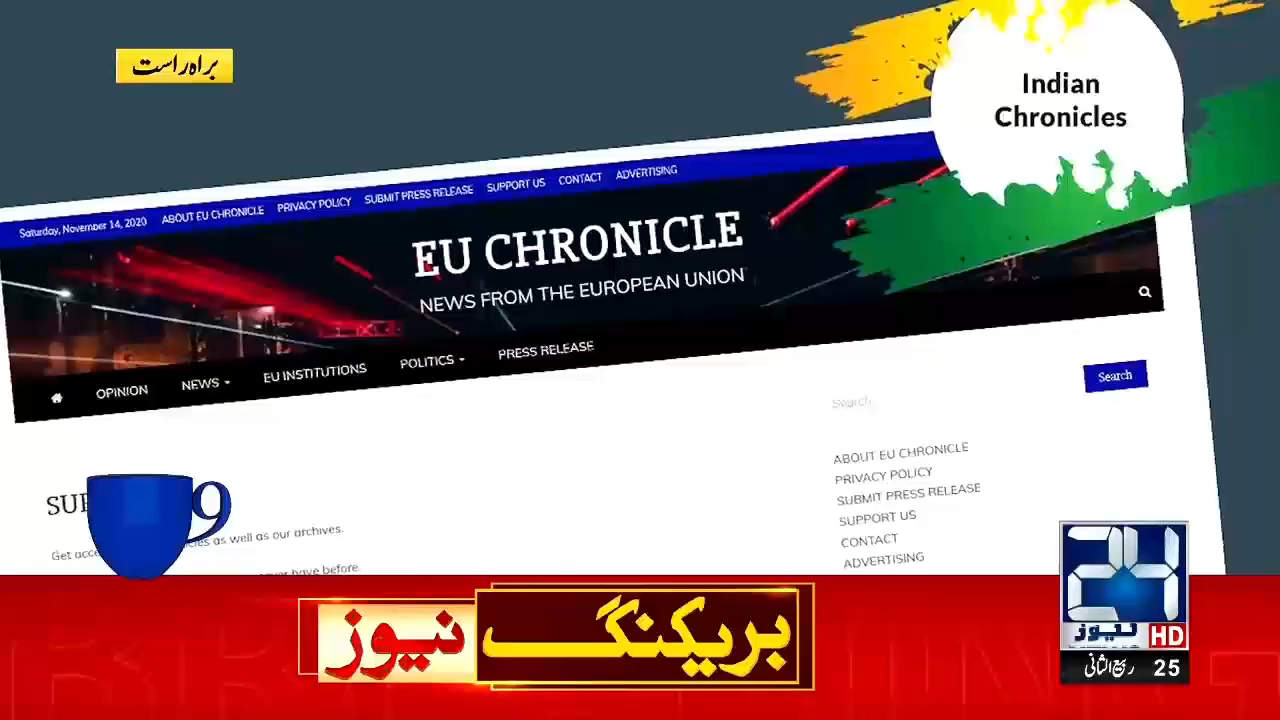 براہ راست
Indian
Chronicles
Saturday, November 14, 2020 ABOUT EU CHRONICLE PRIVACY POLICY SUBMIT PRESS RELEASE SUPPORT US CONTACT ADVERTISING
EU CHRONICLE
NEWS FROM THE EUROPEAN UNION
OPINION NEWS EU INSTITUTIONS POLITICS PRESS RELEASE
Search
Search
ABOUT EU CHRONICLE
PRIVACY POLICY
SUBMIT PRESS RELEASE
SUPPORT US
CONTACT
ADVERTISING
as well as our archives.
have before.
بریکنگ نیوز
24
نیوز HD
25 ربیع الثانی